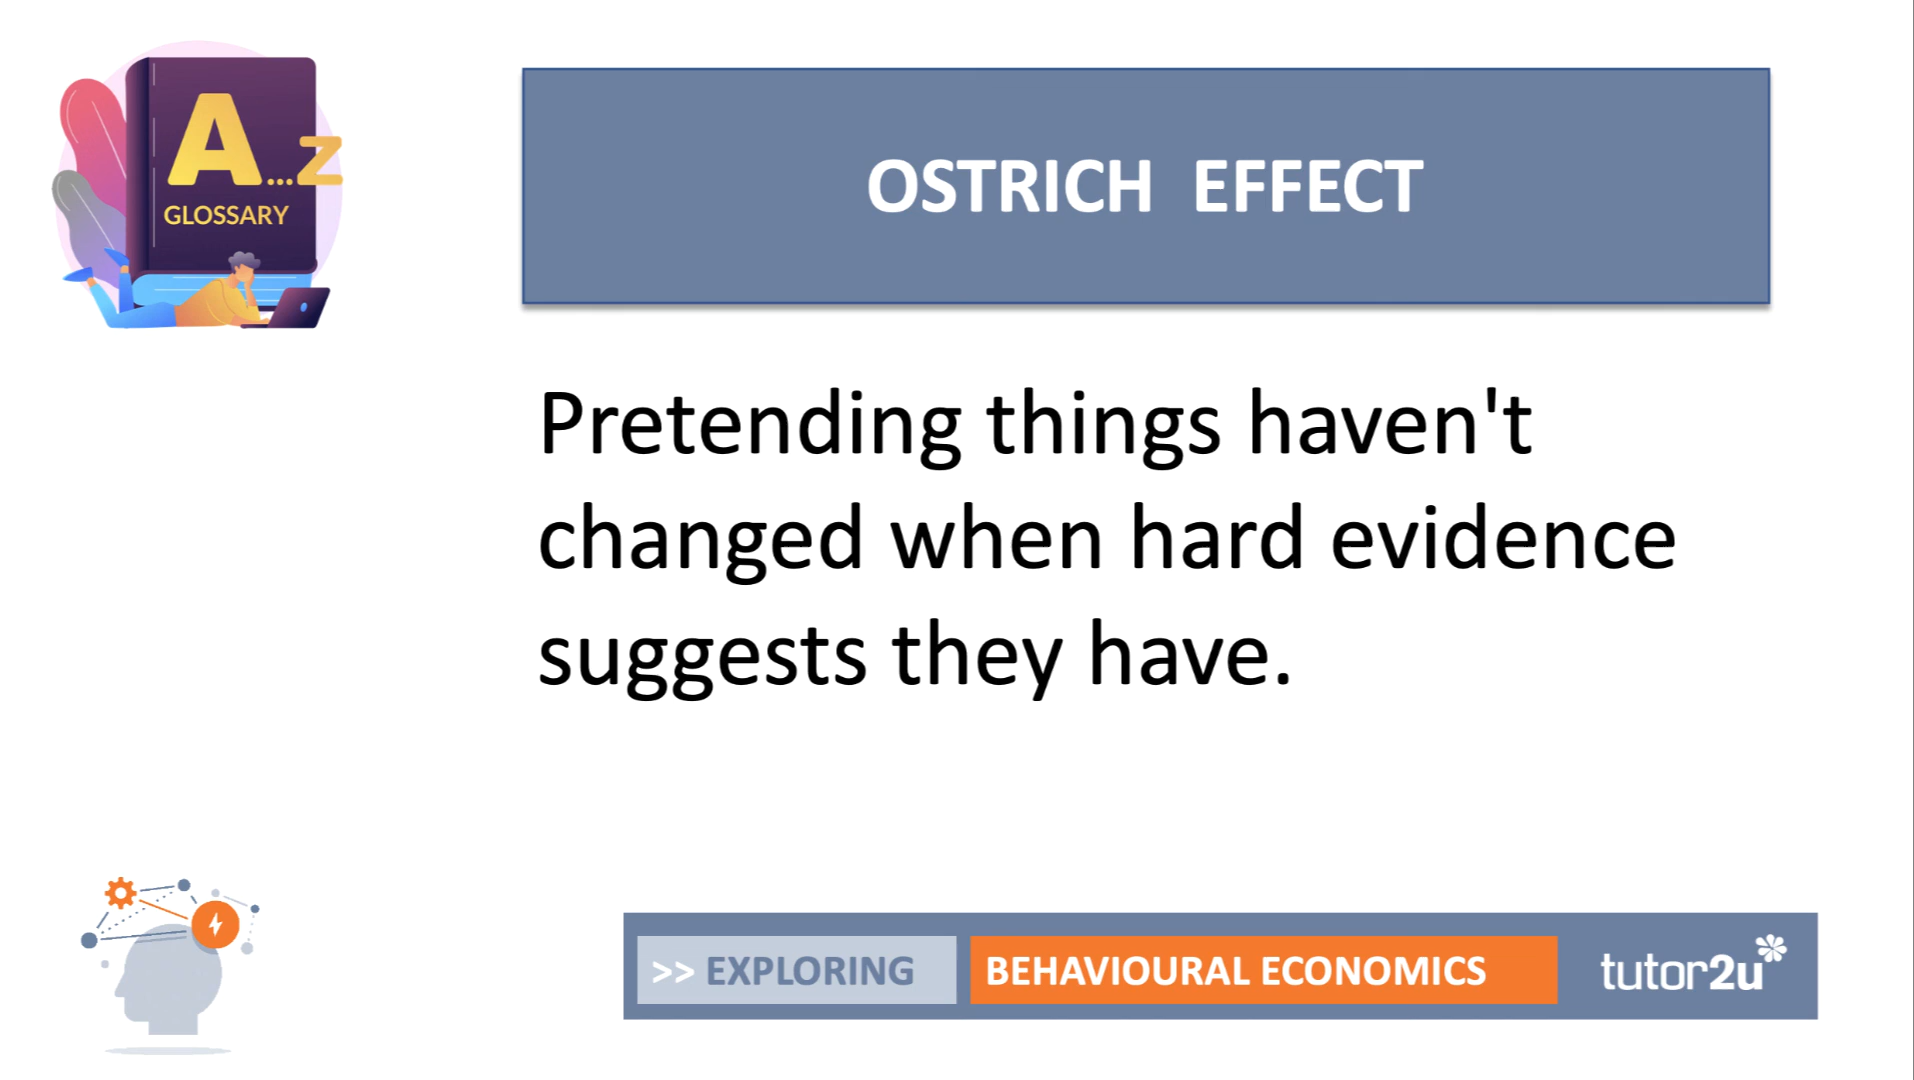 A...Z
GLOSSARY
OSTRICH EFFECT
Pretending things haven't
changed when hard evidence
suggests they have.
>> EXPLORING
BEHAVIOURAL ECONOMICS
tutor2u